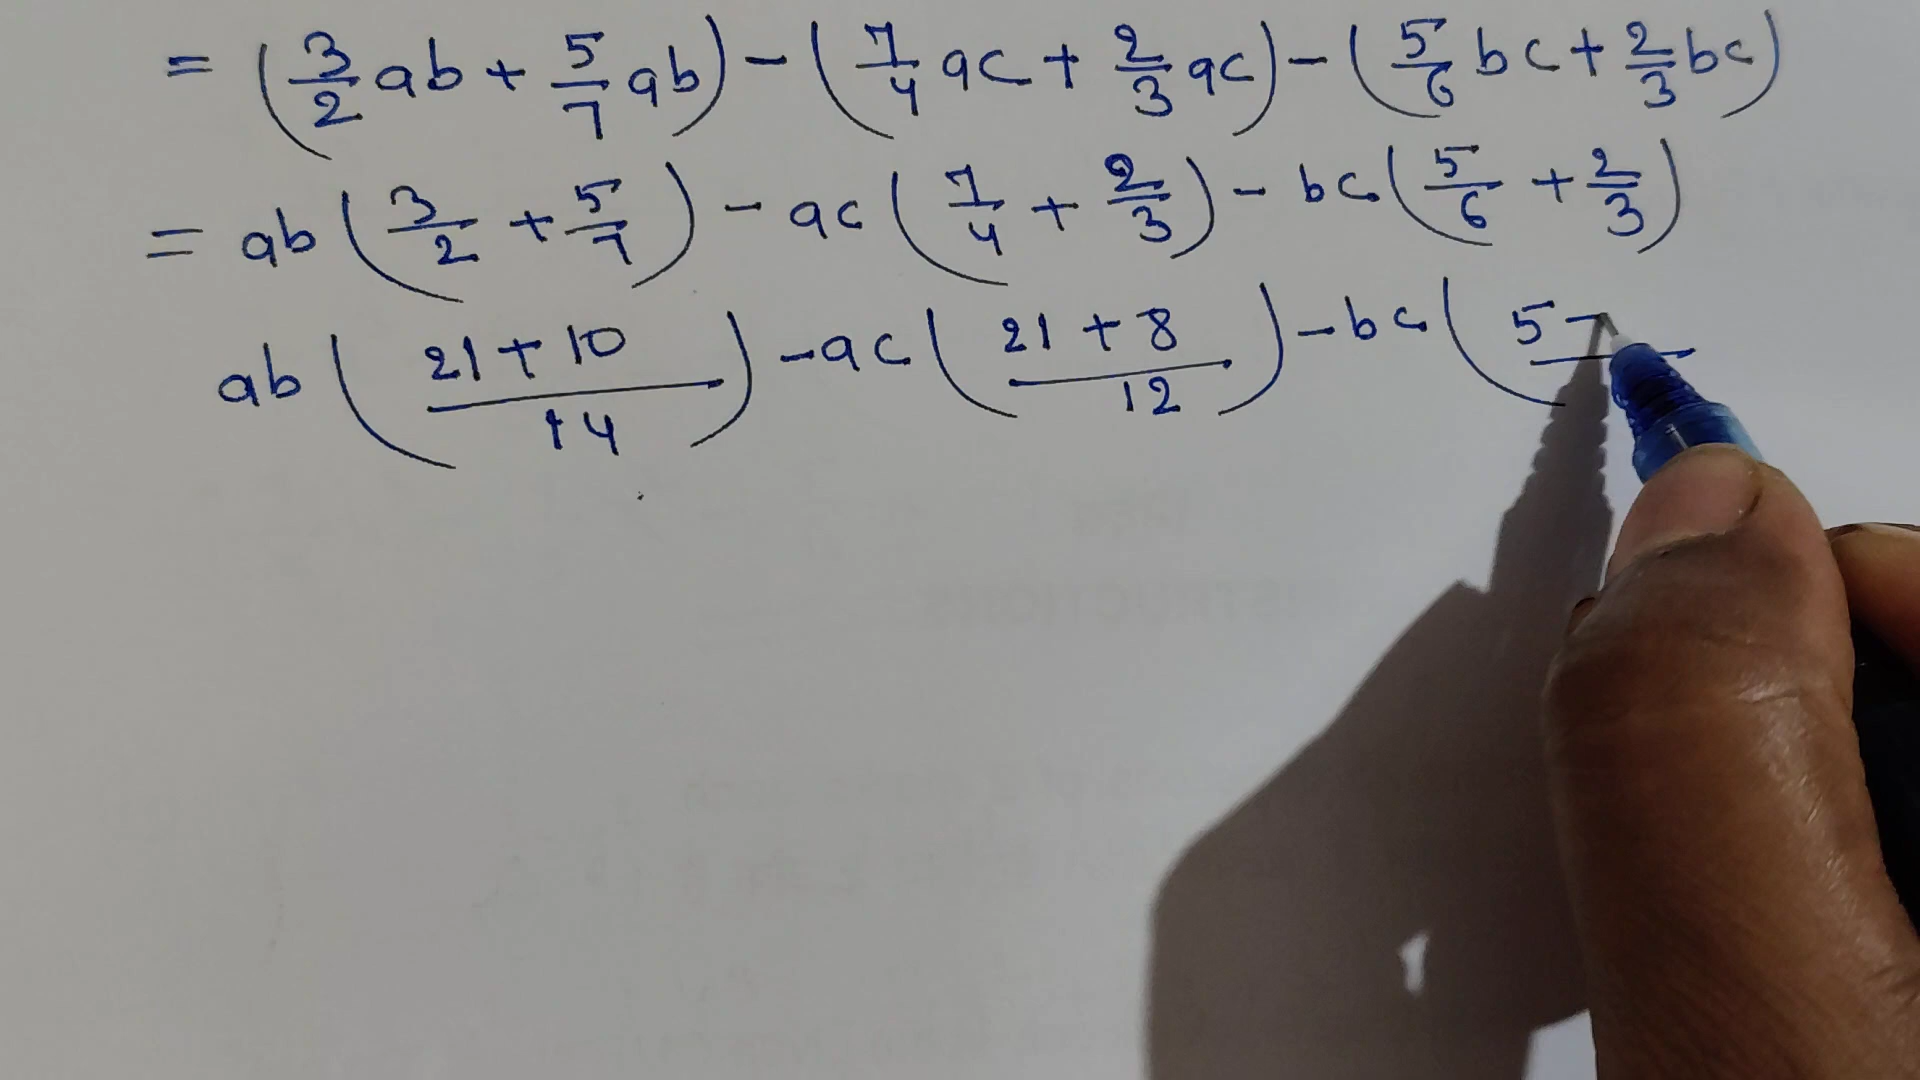 = (3/2 ab + 5/7 ab) - (7/4 ac + 2/3 ac) - (5/6 bc + 2/3 bc)
= ab (3/2 + 5/7) - ac (7/4 + 2/3) - bc (5/6 + 2/3)
ab (21 + 10 / 14) - ac (21 + 8 / 12) - bc (5 -